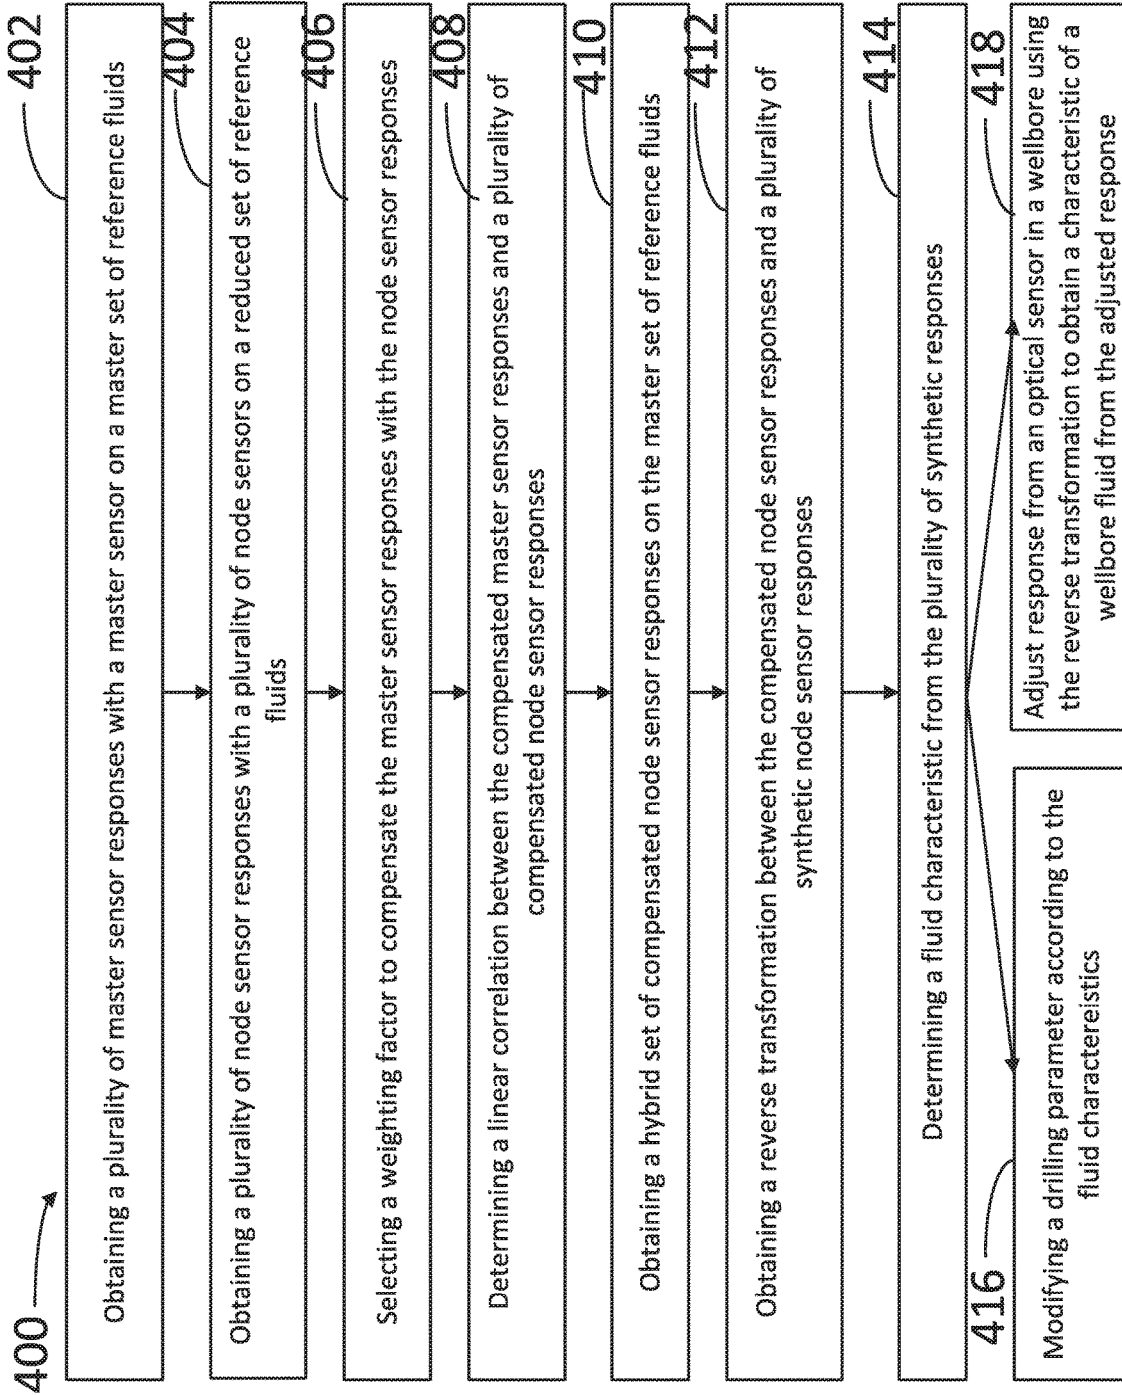 400
402
Obtaining a plurality of master sensor responses with a master sensor on a master set of reference fluids
404
Obtaining a plurality of node sensor responses with a plurality of node sensors on a reduced set of reference
fluids
406
Selecting a weighting factor to compensate the master sensor responses with the node sensor responses
408
Determining a linear correlation between the compensated master sensor responses and a plurality of
compensated node sensor responses
410
Obtaining a hybrid set of compensated node sensor responses on the master set of reference fluids
412
Obtaining a reverse transformation between the compensated node sensor responses and a plurality of
synthetic node sensor responses
414
Determining a fluid characteristic from the plurality of synthetic responses
416
Modifying a drilling parameter according to the
fluid charactereistics
418
Adjust response from an optical sensor in a wellbore using
the reverse transformation to obtain a characteristic of a
wellbore fluid from the adjusted response